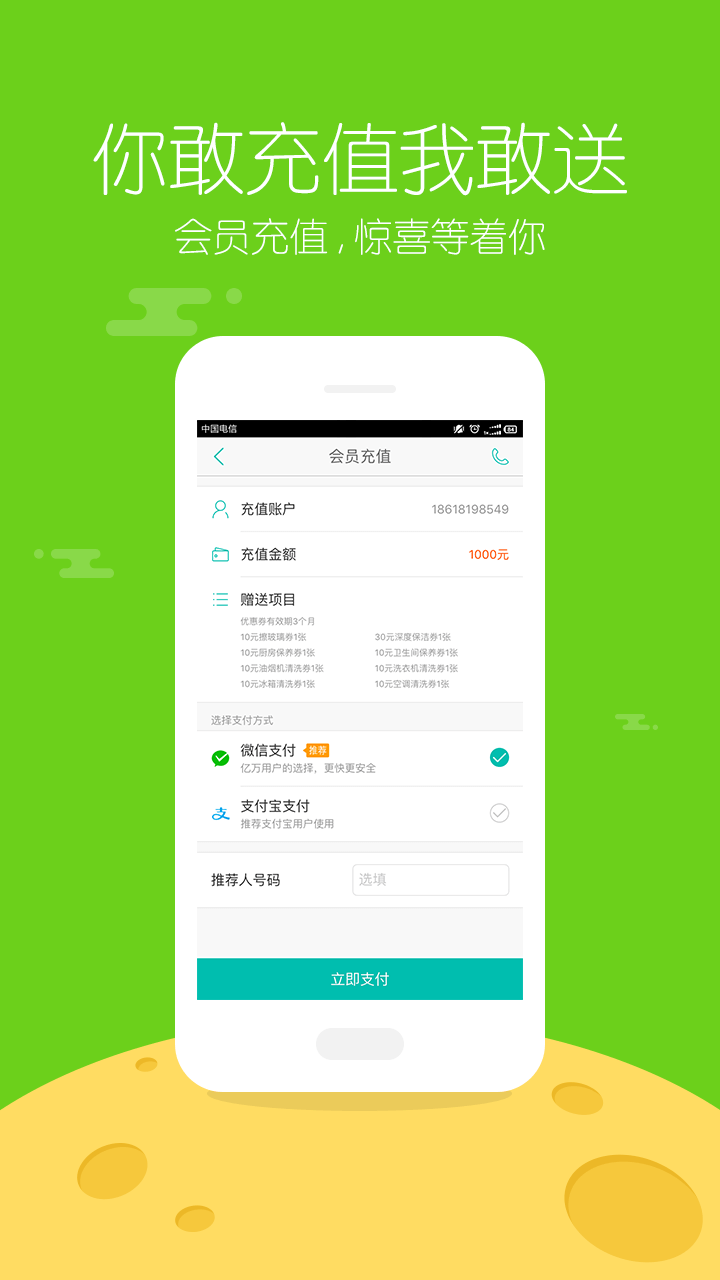 你敢充值我敢送
会员充值,惊喜等着你
中国电信 64
会员充值
充值账户 18618198549
充值金额 1000元
赠送项目
优惠券有效期3个月
10元擦玻璃券1张 30元深度保洁券1张
10元厨房保养券1张 10元卫生间保养券1张
10元油烟机清洗券1张 10元洗衣机清洗券1张
10元冰箱清洗券1张 10元空调清洗券1张
选择支付方式
微信支付 推荐
亿万用户的选择，更快更安全
支付宝支付
推荐支付宝用户使用
推荐人号码 选填
立即支付